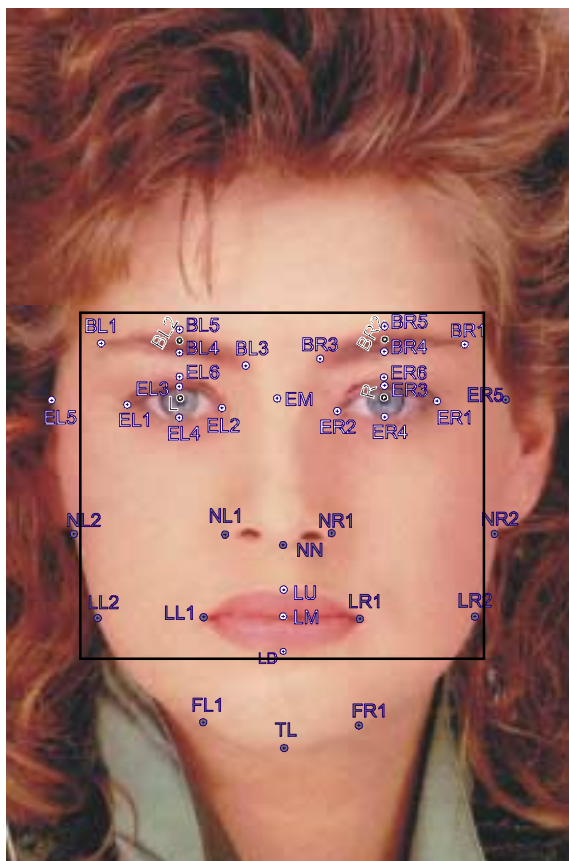 BL2 BL5 BR2 BR5
BL1 BR1
BL4 BR4
BL3 BR3
EL6 ER6
EL3 ER3
L EM R
EL5 EL1 EL2 ER2 ER1 ER5
EL4 ER4
NL2 NL1 NR1 NR2
NN
LU
LL2 LL1 LM LR1 LR2
LB
FL1 FR1
TL